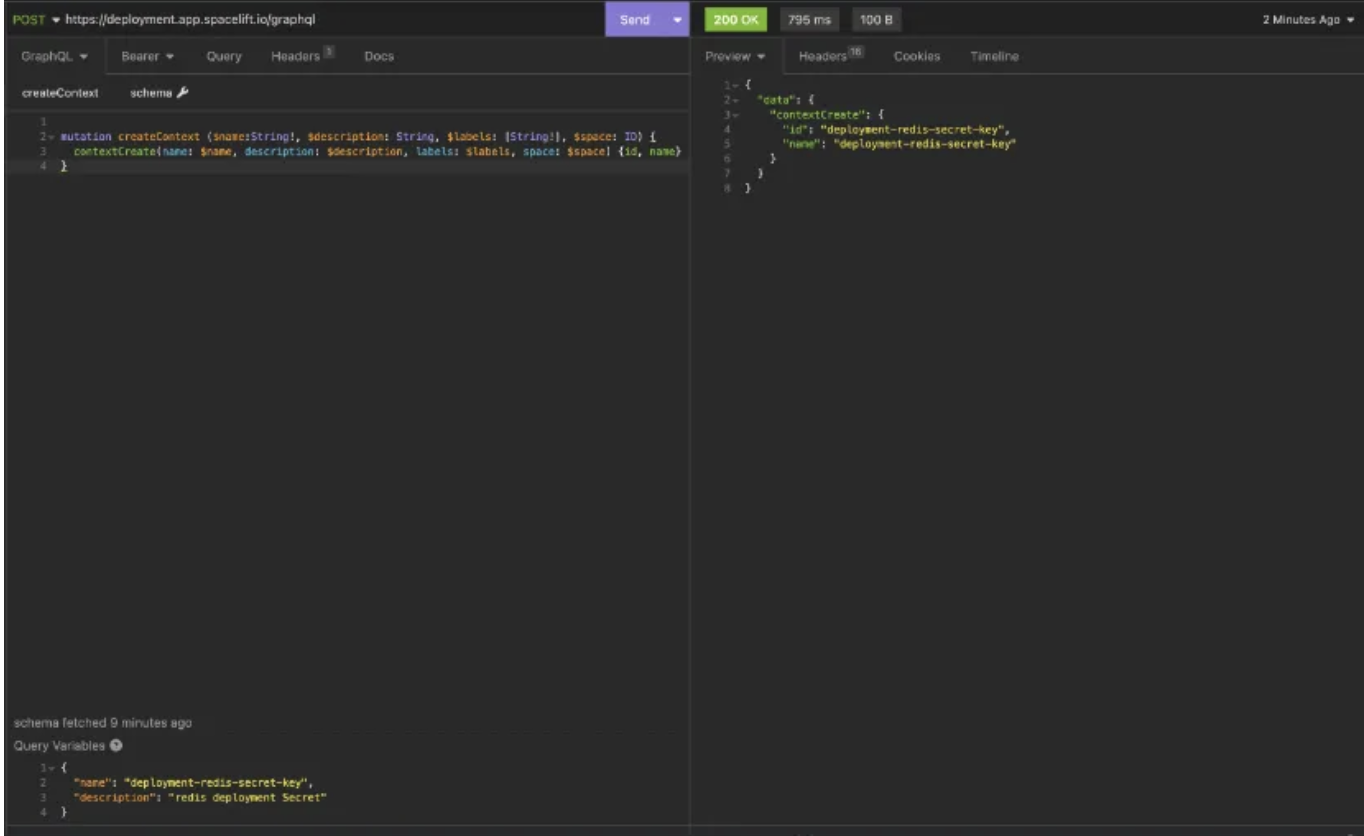 POST https://deployment.app.spacelift.io/graphql
Send
200 OK 795 ms 100 B
2 Minutes Ago
GraphQL Bearer Query Headers 1 Docs
Preview Headers 16 Cookies Timeline
createContext schema
1
2 mutation createContext ($name:String!, $description: String, $labels: [String!], $space: ID) {
3 contextCreate(name: $name, description: $description, labels: $labels, space: $space) {id, name}
4 }
1 {
2 "data": {
3 "contextCreate": {
4 "id": "deployment-redis-secret-key",
5 "name": "deployment-redis-secret-key"
6 }
7 }
8 }
schema fetched 9 minutes ago
Query Variables ?
1 {
2 "name": "deployment-redis-secret-key",
3 "description": "redis deployment Secret"
4 }